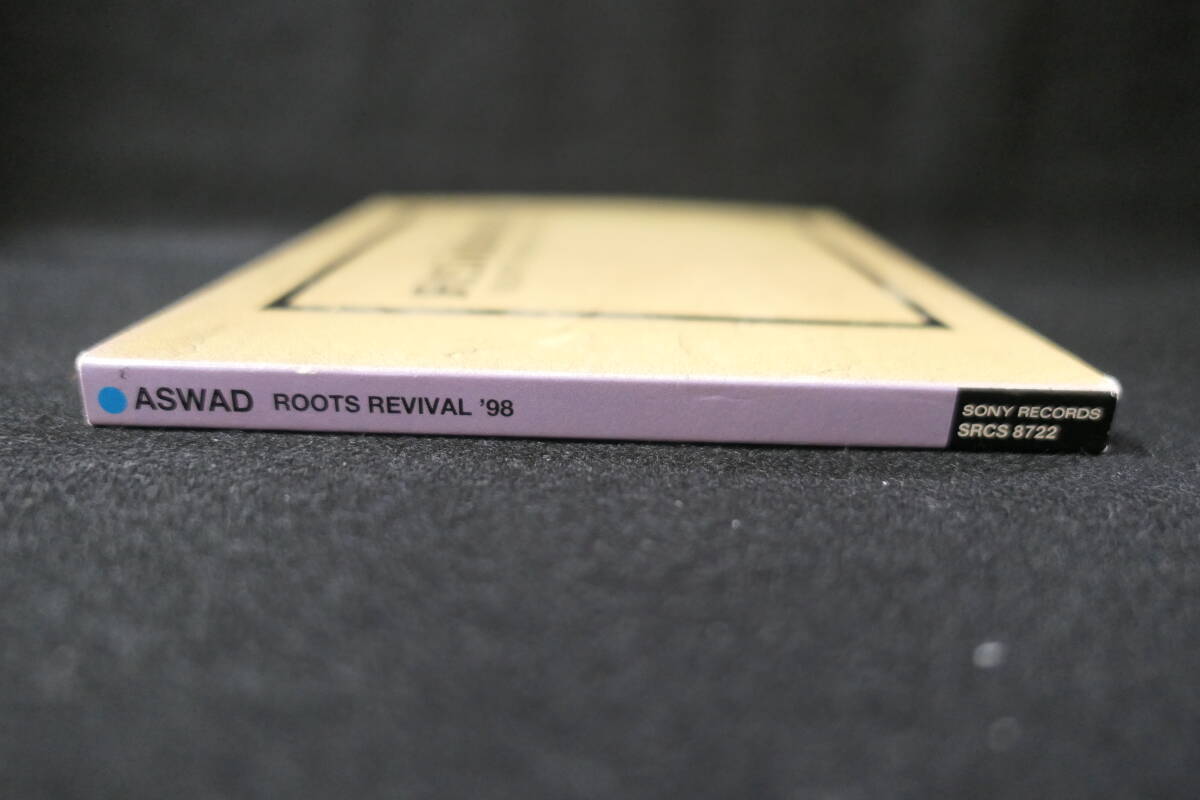 ASWAD ROOTS REVIVAL '98
SONY RECORDS
SRCS 8722